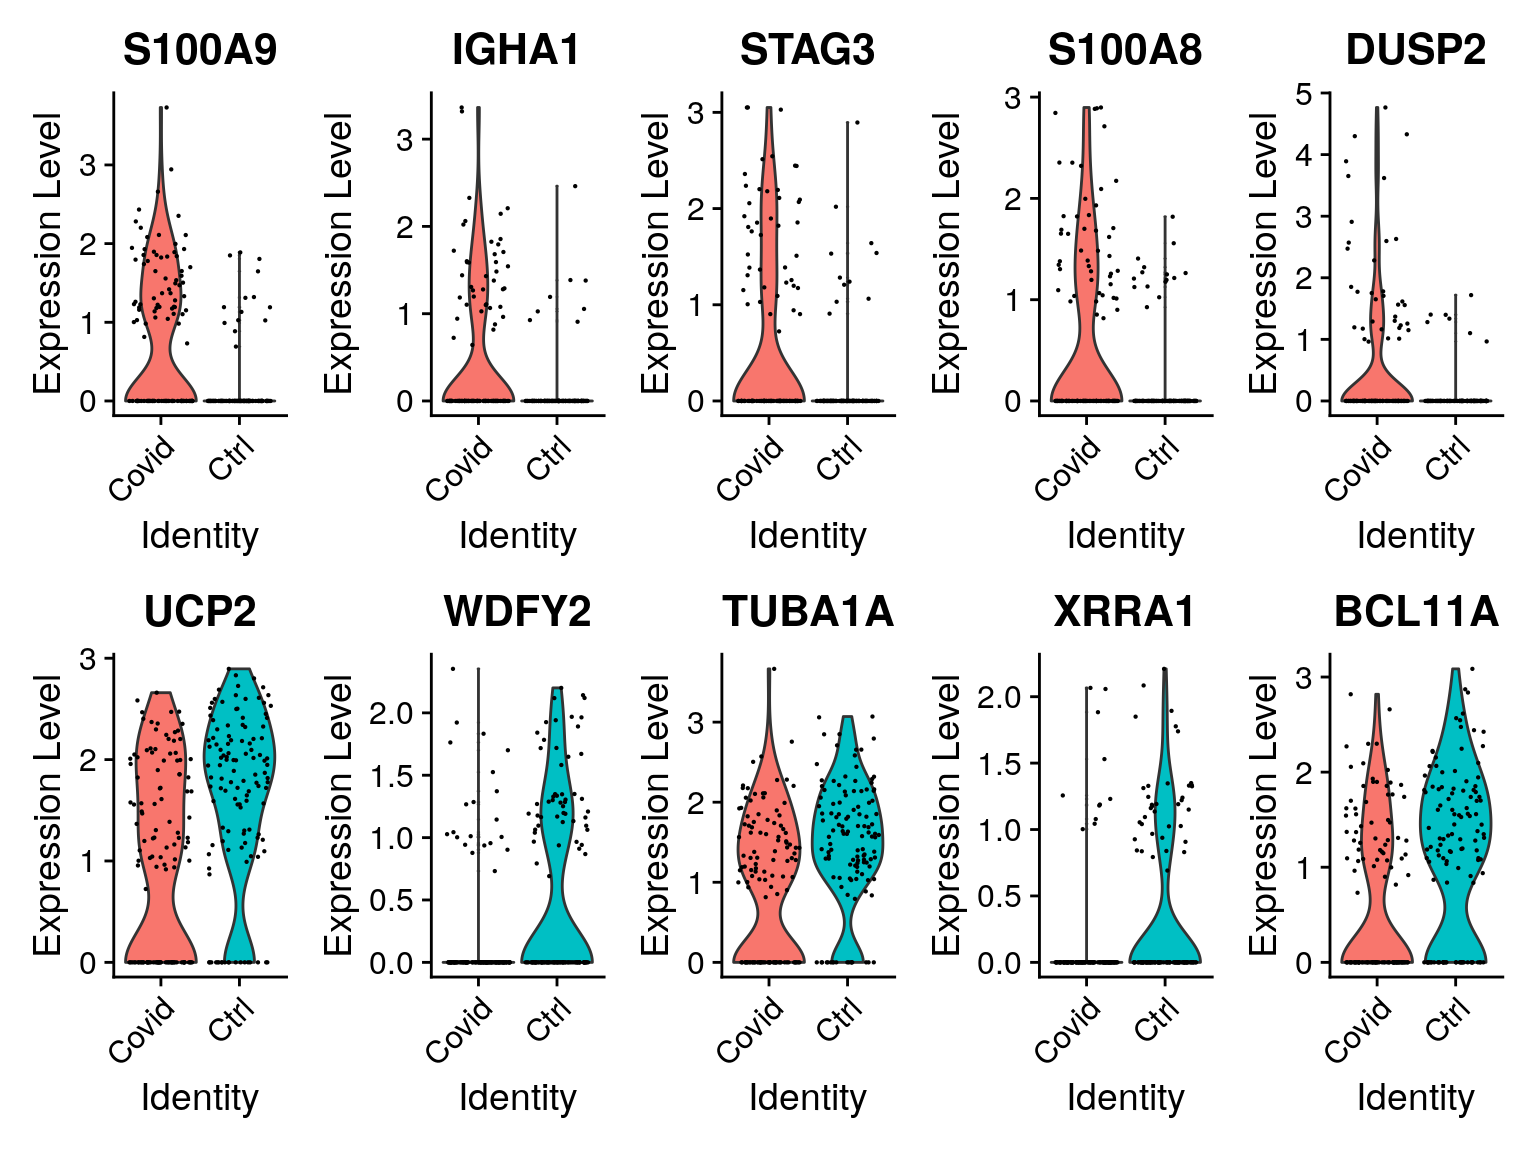 S100A9 IGHA1 STAG3 S100A8 DUSP2
Expression Level Expression Level Expression Level Expression Level Expression Level
3 2 1 0
3 2 1 0
3 2 1 0
3 2 1 0
5 4 3 2 1 0
Covid Ctrl Covid Ctrl Covid Ctrl Covid Ctrl Covid Ctrl
Identity Identity Identity Identity Identity
UCP2 WDFY2 TUBA1A XRRA1 BCL11A
Expression Level Expression Level Expression Level Expression Level Expression Level
3 2 1 0
2.0 1.5 1.0 0.5 0.0
3 2 1 0
2.0 1.5 1.0 0.5 0.0
3 2 1 0
Covid Ctrl Covid Ctrl Covid Ctrl Covid Ctrl Covid Ctrl
Identity Identity Identity Identity Identity